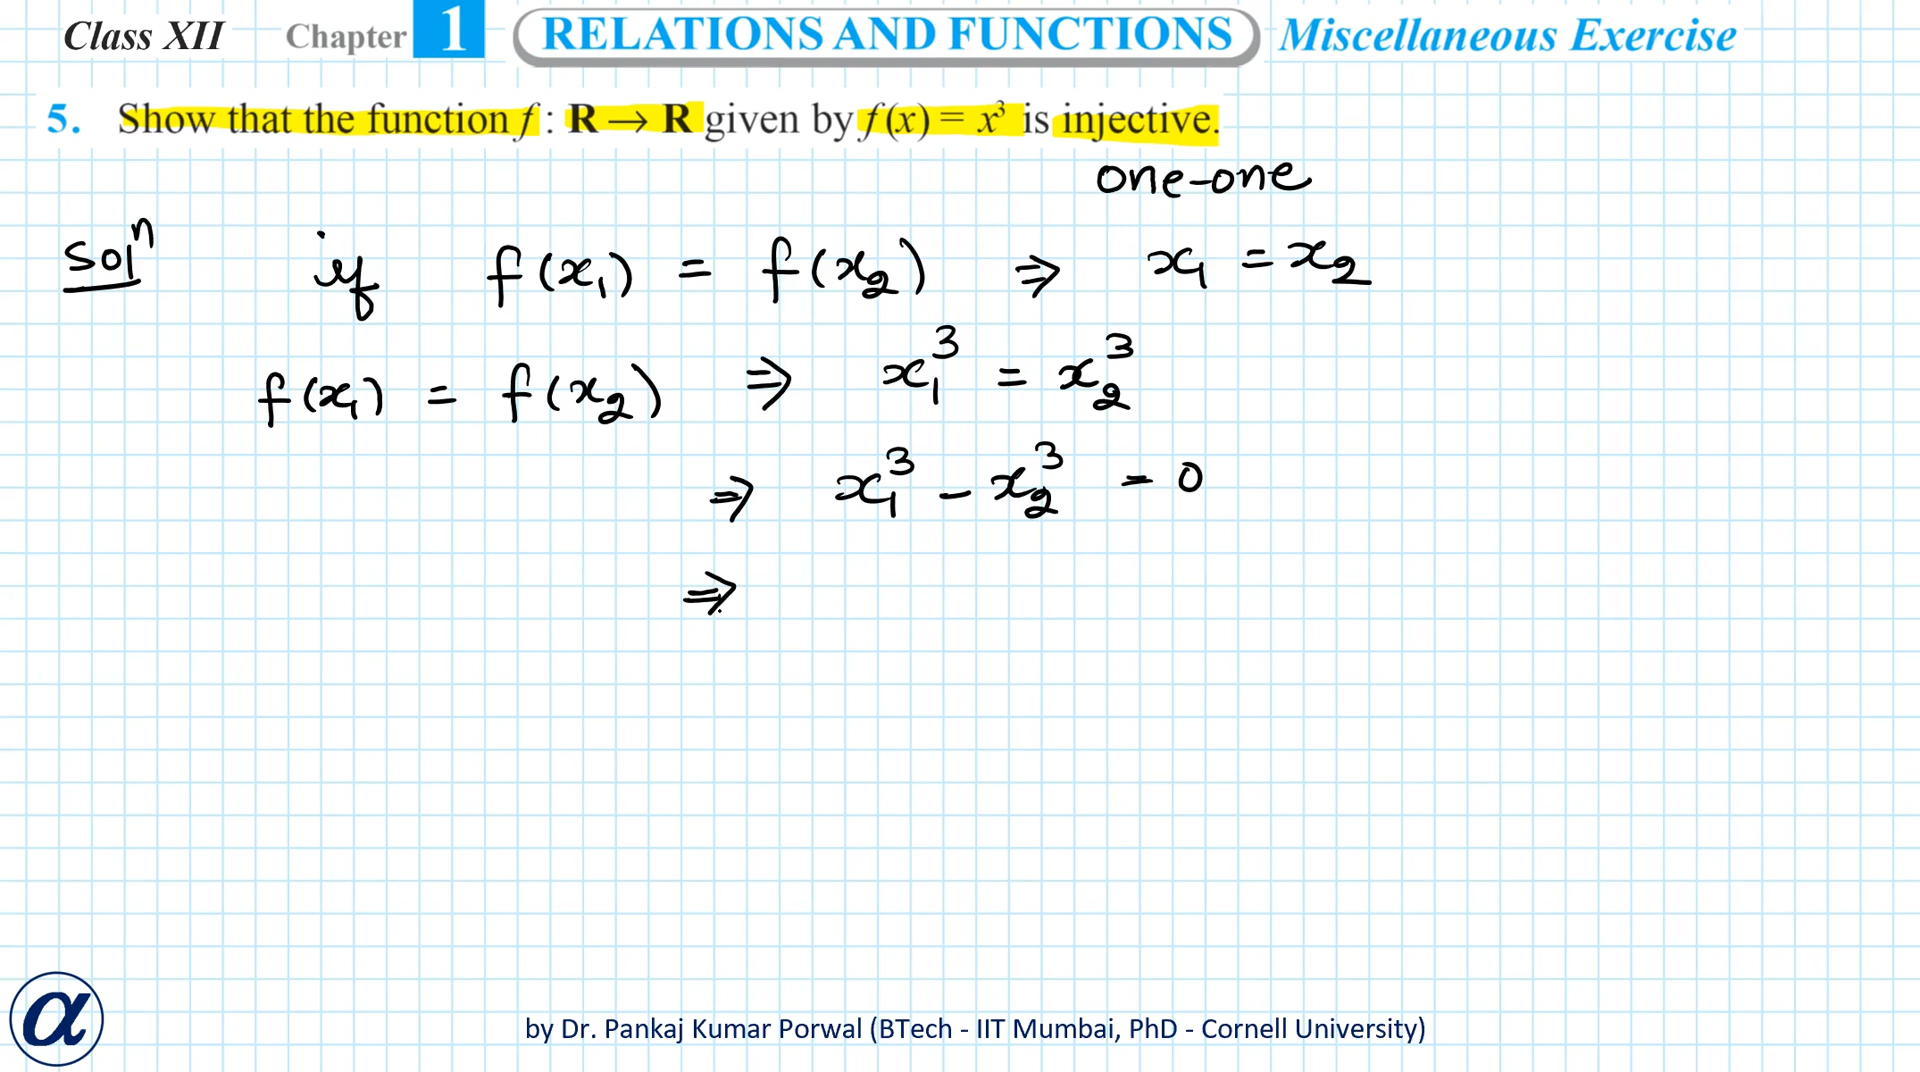 Class XII Chapter 1 RELATIONS AND FUNCTIONS Miscellaneous Exercise
5. Show that the function f : R → R given by f(x) = x³ is injective.
one-one
Solⁿ if f(x₁) = f(x₂) ⇒ x₁ = x₂
f(x₁) = f(x₂) ⇒ x₁³ = x₂³
⇒ x₁³ - x₂³ = 0
⇒
α
by Dr. Pankaj Kumar Porwal (BTech - IIT Mumbai, PhD - Cornell University)